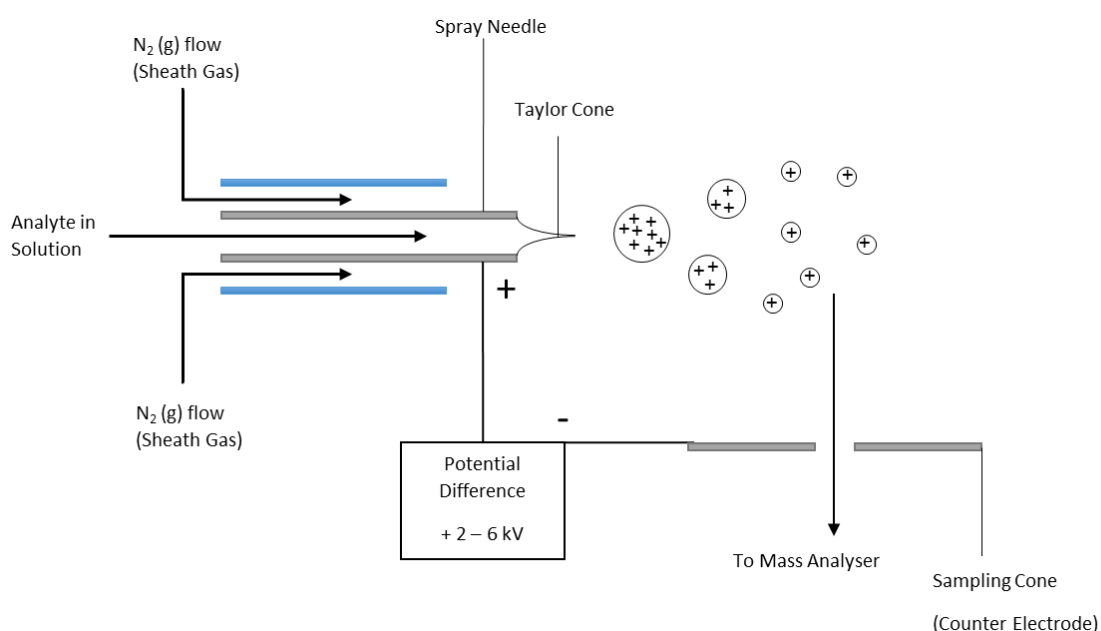 Spray Needle
N₂ (g) flow
(Sheath Gas)
Taylor Cone
Analyte in
Solution
+
N₂ (g) flow
(Sheath Gas)
-
Potential
Difference
+ 2 – 6 kV
To Mass Analyser
Sampling Cone
(Counter Electrode)